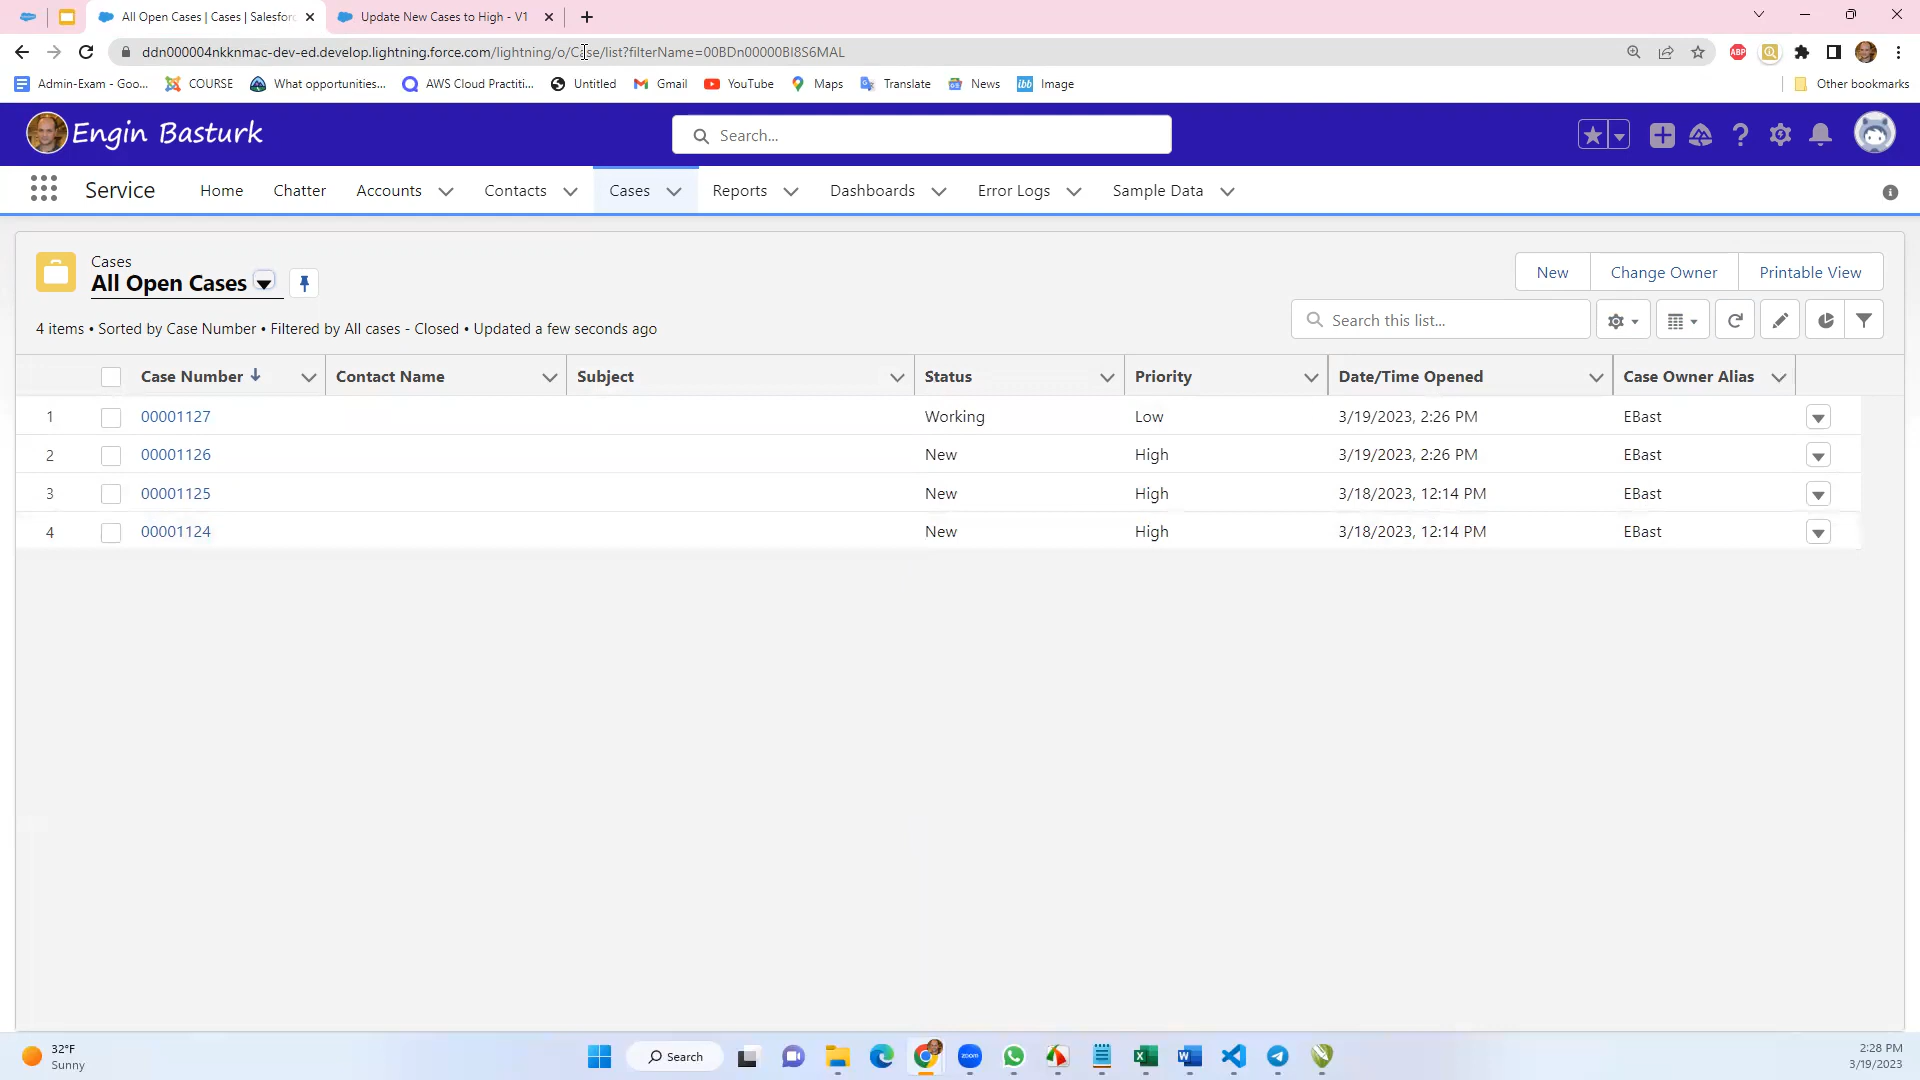 All Open Cases | Cases | Salesforc
Update New Cases to High - V1
ddn000004nkknmac-dev-ed.develop.lightning.force.com/lightning/o/Case/list?filterName=00BDn00000BI8S6MAL
ABP
Admin-Exam - Goo...
COURSE
What opportunities...
AWS Cloud Practiti...
Untitled
Gmail
YouTube
Maps
Translate
News
ibb
Image
Other bookmarks
Engin Basturk
Search...
Service
Home
Chatter
Accounts
Contacts
Cases
Reports
Dashboards
Error Logs
Sample Data
Cases
All Open Cases
New
Change Owner
Printable View
4 items • Sorted by Case Number • Filtered by All cases - Closed • Updated a few seconds ago
Search this list...
Case Number
Contact Name
Subject
Status
Priority
Date/Time Opened
Case Owner Alias
1 00001127 Working Low 3/19/2023, 2:26 PM EBast
2 00001126 New High 3/19/2023, 2:26 PM EBast
3 00001125 New High 3/18/2023, 12:14 PM EBast
4 00001124 New High 3/18/2023, 12:14 PM EBast
32°F
Sunny
Search
zoom
2:28 PM
3/19/2023